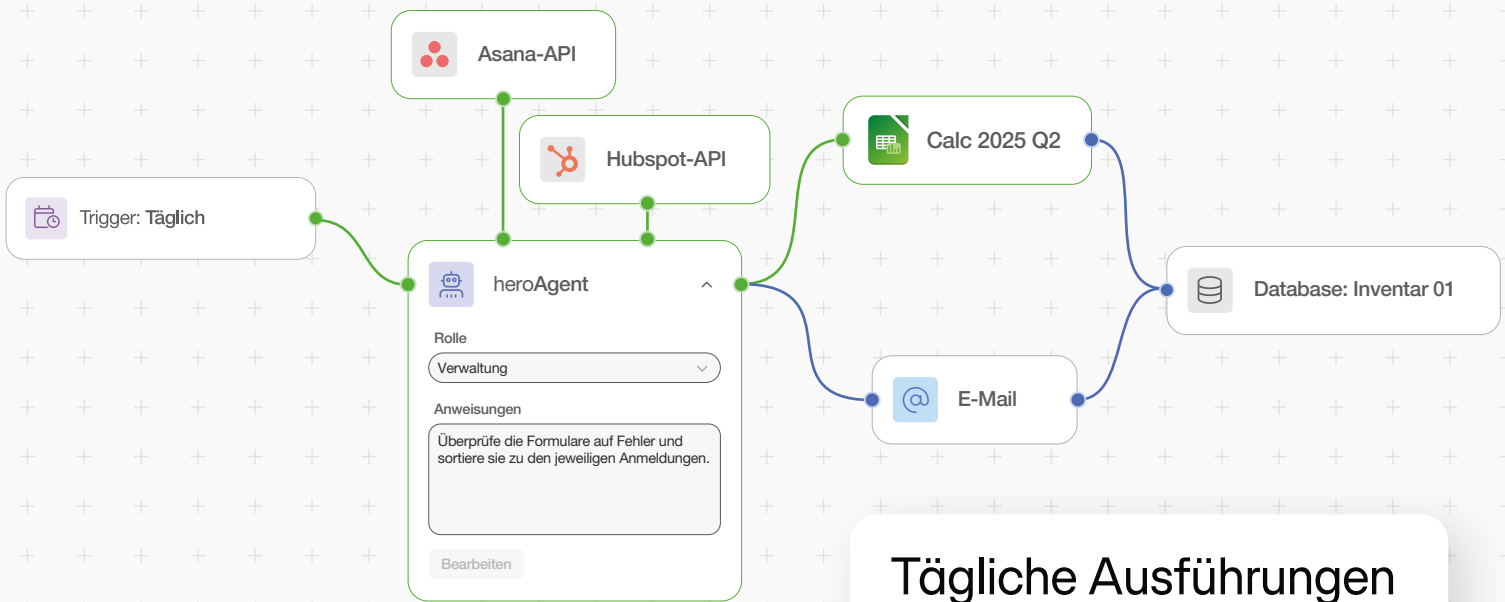 Asana-API
Hubspot-API
Calc 2025 Q2
Trigger: Täglich
heroAgent
Database: Inventar 01
Rolle
Verwaltung
E-Mail
Anweisungen
Überprüfe die Formulare auf Fehler und
sortiere sie zu den jeweiligen Anmeldungen.
Bearbeiten
Tägliche Ausführungen